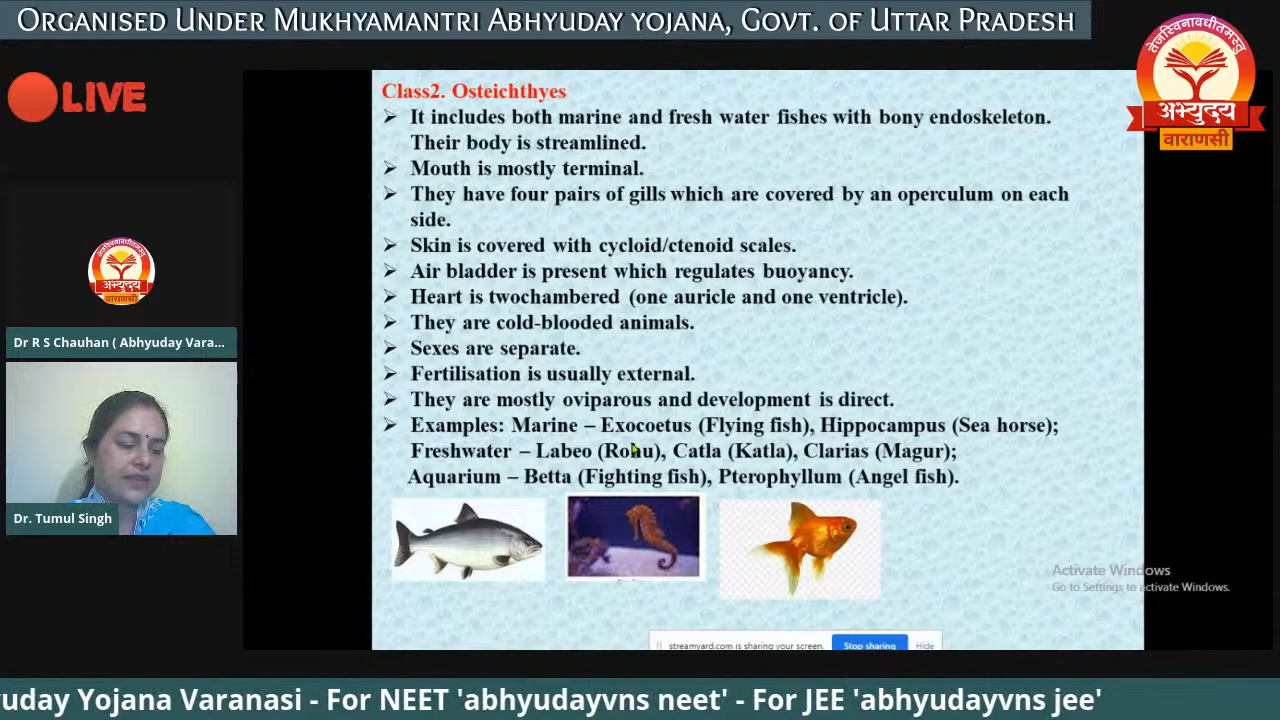 ORGANISED UNDER MUKHYAMANTRI ABHYUDAY YOJANA, GOVT. OF UTTAR PRADESH
तेजस्विनावधीतमस्तु
अभ्युदय
वाराणसी
LIVE
Class2. Osteichthyes
➢ It includes both marine and fresh water fishes with bony endoskeleton.
Their body is streamlined.
➢ Mouth is mostly terminal.
➢ They have four pairs of gills which are covered by an operculum on each
side.
➢ Skin is covered with cycloid/ctenoid scales.
➢ Air bladder is present which regulates buoyancy.
➢ Heart is twochambered (one auricle and one ventricle).
➢ They are cold-blooded animals.
➢ Sexes are separate.
➢ Fertilisation is usually external.
➢ They are mostly oviparous and development is direct.
➢ Examples: Marine – Exocoetus (Flying fish), Hippocampus (Sea horse);
Freshwater – Labeo (Rohu), Catla (Katla), Clarias (Magur);
Aquarium – Betta (Fighting fish), Pterophyllum (Angel fish).
अभ्युदय
Dr R S Chauhan ( Abhyuday Vara...
Dr. Tumul Singh
Activate Windows
Go to Settings to activate Windows.
streamyard.com is sharing your screen.
Stop sharing
Hide
yuday Yojana Varanasi - For NEET 'abhyudayvns neet' - For JEE 'abhyudayvns jee'